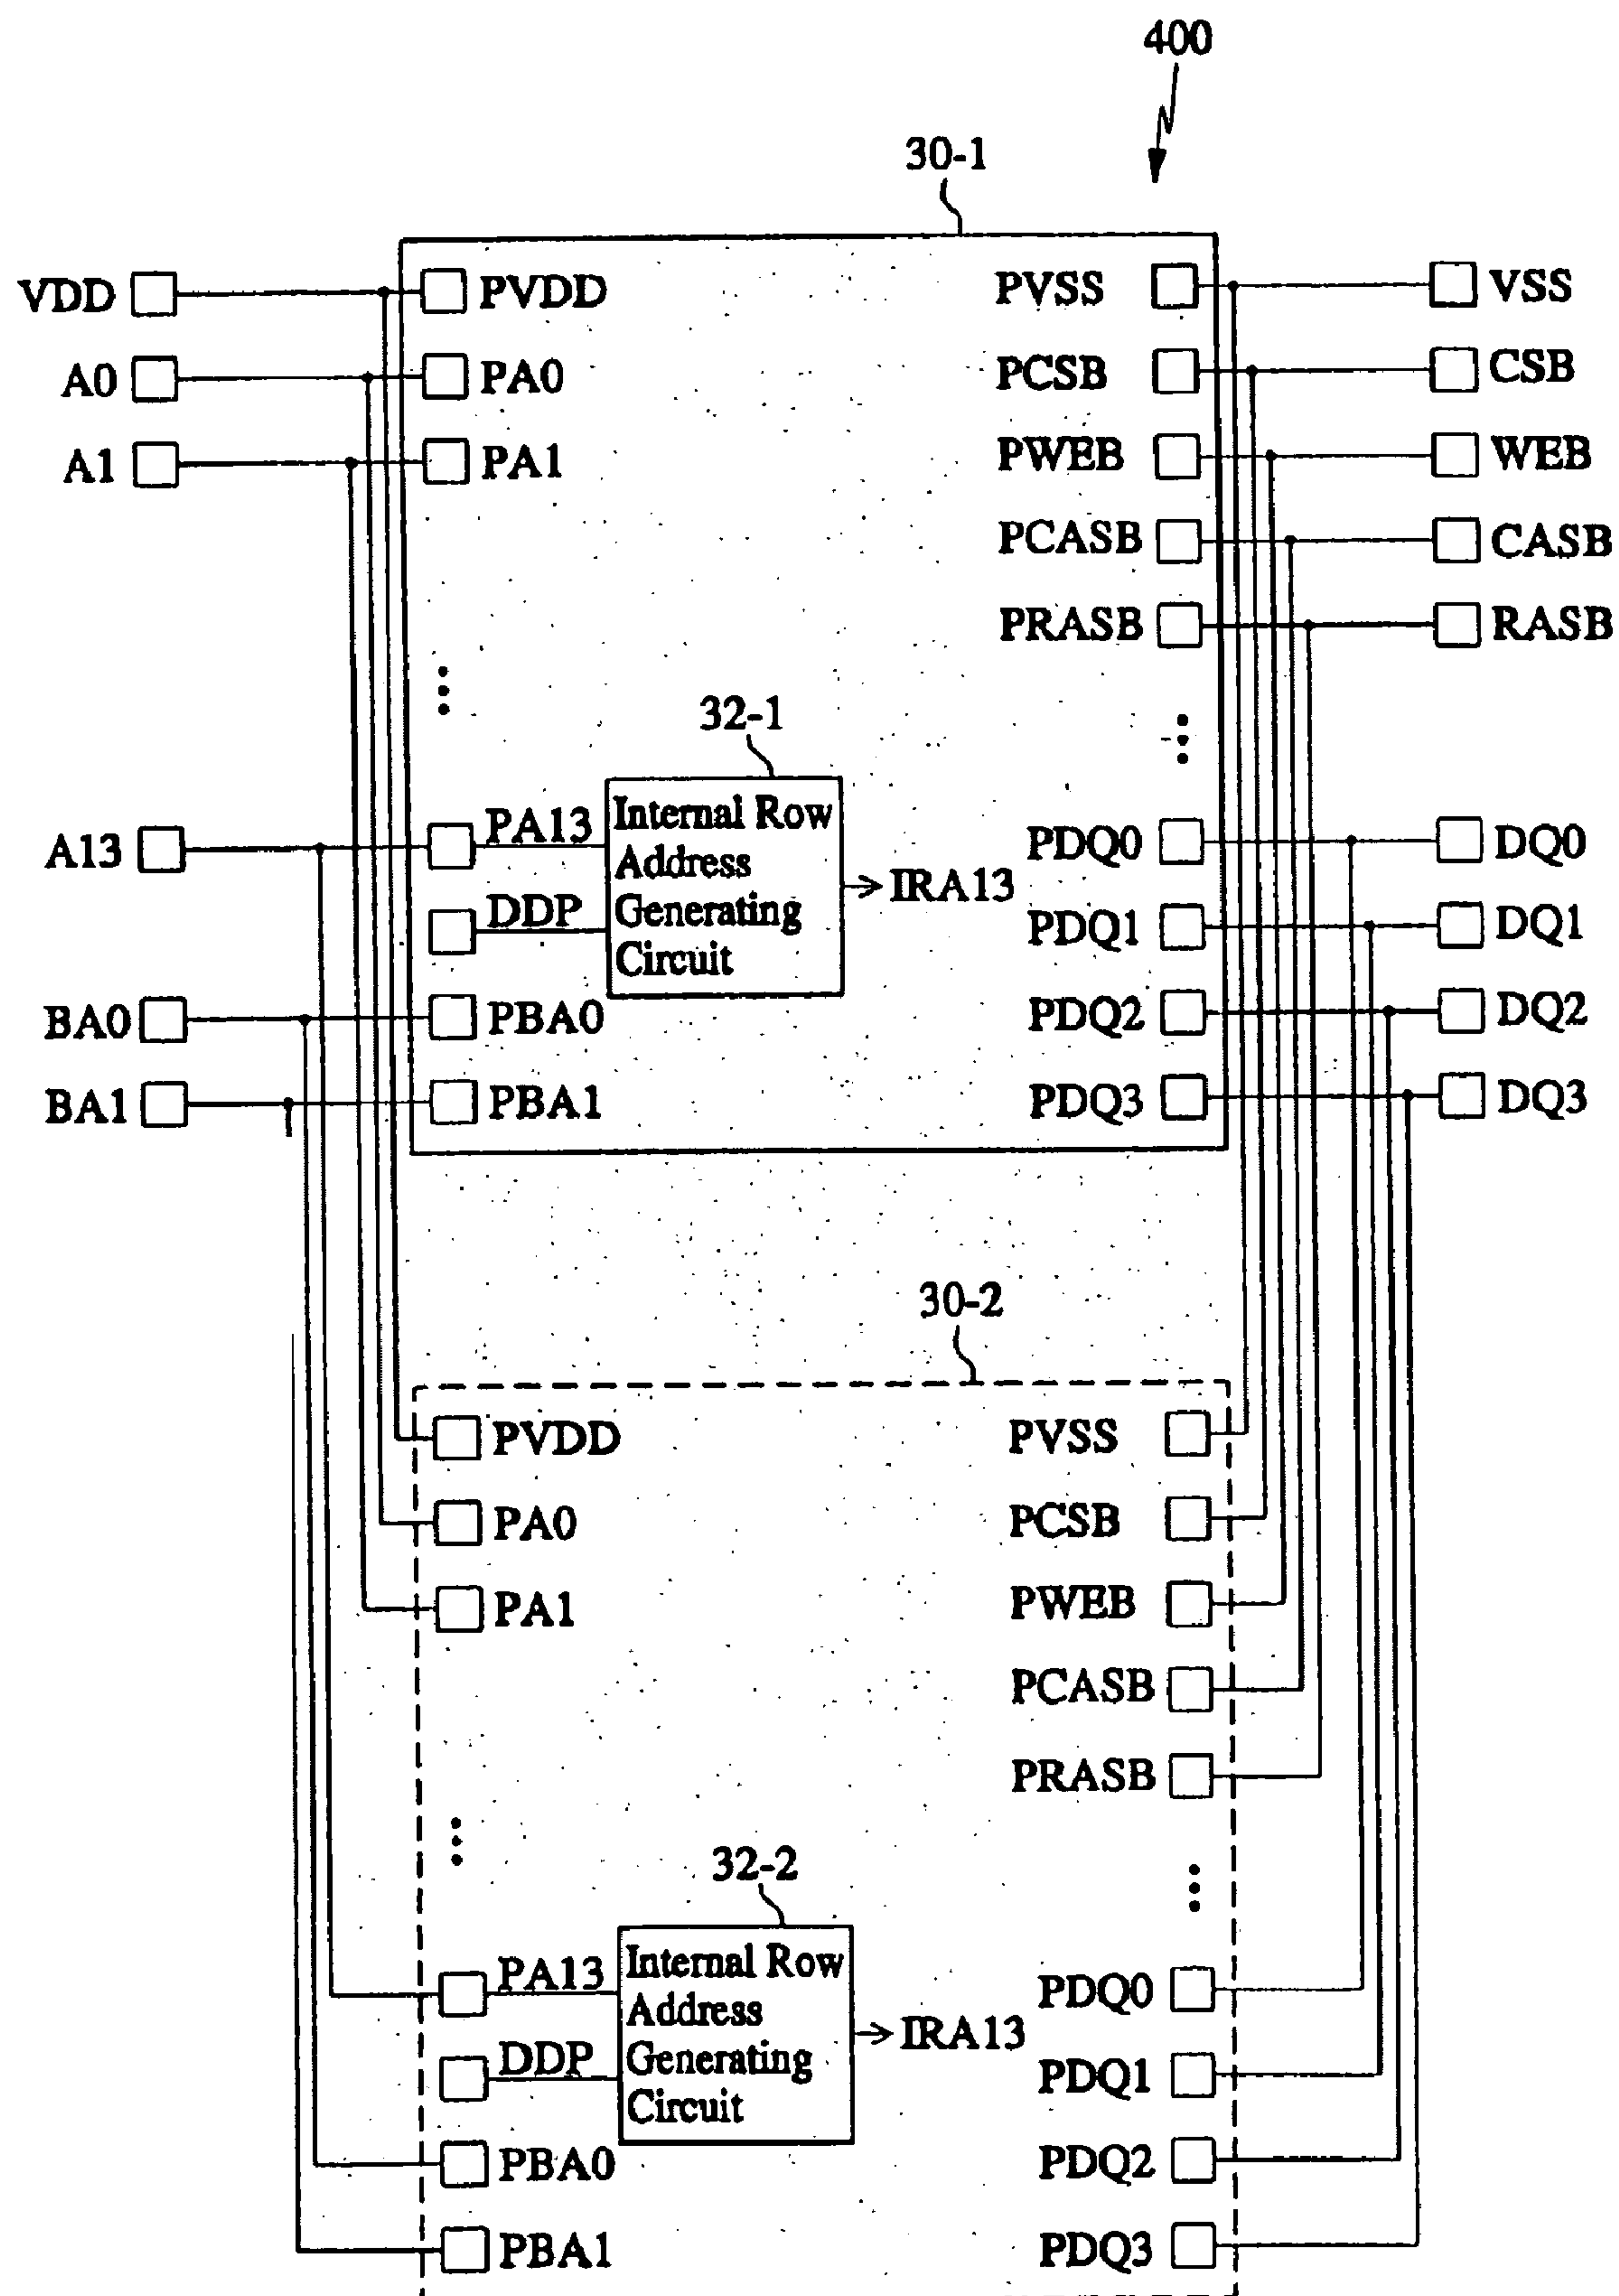 400
30-1
VDD PVDD PVSS VSS
A0 PA0 PCSB CSB
A1 PA1 PWEB WEB
PCASB CASB
PRASB RASB
32-1
A13 PA13 Internal Row PDQ0 DQ0
Address
IRA13
DDP Generating PDQ1 DQ1
Circuit
BA0 PBA0 PDQ2 DQ2
BA1 PBA1 PDQ3 DQ3
30-2
PVDD PVSS
PA0 PCSB
PA1 PWEB
PCASB
PRASB
32-2
PA13 Internal Row PDQ0
Address
IRA13
DDP Generating PDQ1
Circuit
PBA0 PDQ2
PBA1 PDQ3